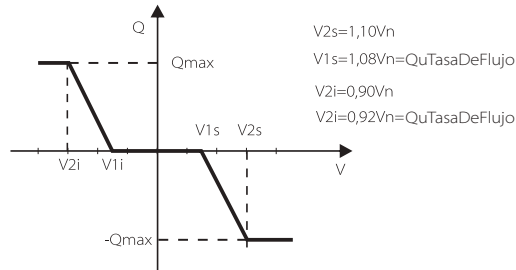 Q
Qmax
V2i
V1i
V1s
V2s
V
-Qmax
V2s=1,10Vn
V1s=1,08Vn=QuTasaDeFlujo
V2i=0,90Vn
V2i=0,92Vn=QuTasaDeFlujo